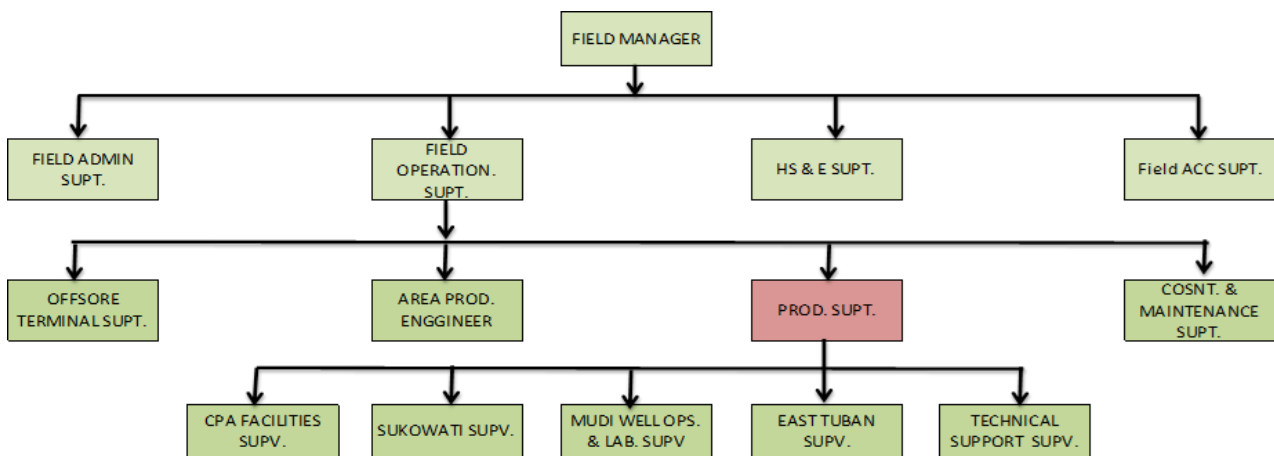 FIELD MANAGER
FIELD ADMIN
SUPT.
FIELD
OPERATION.
SUPT.
HS & E SUPT.
Field ACC SUPT.
OFFSORE
TERMINAL SUPT.
AREA PROD.
ENGGINEER
PROD. SUPT.
COSNT. &
MAINTENANCE
SUPT.
CPA FACILITIES
SUPV.
SUKOWATI SUPV.
MUDI WELL OPS.
& LAB. SUPV
EAST TUBAN
SUPV.
TECHNICAL
SUPPORT SUPV.